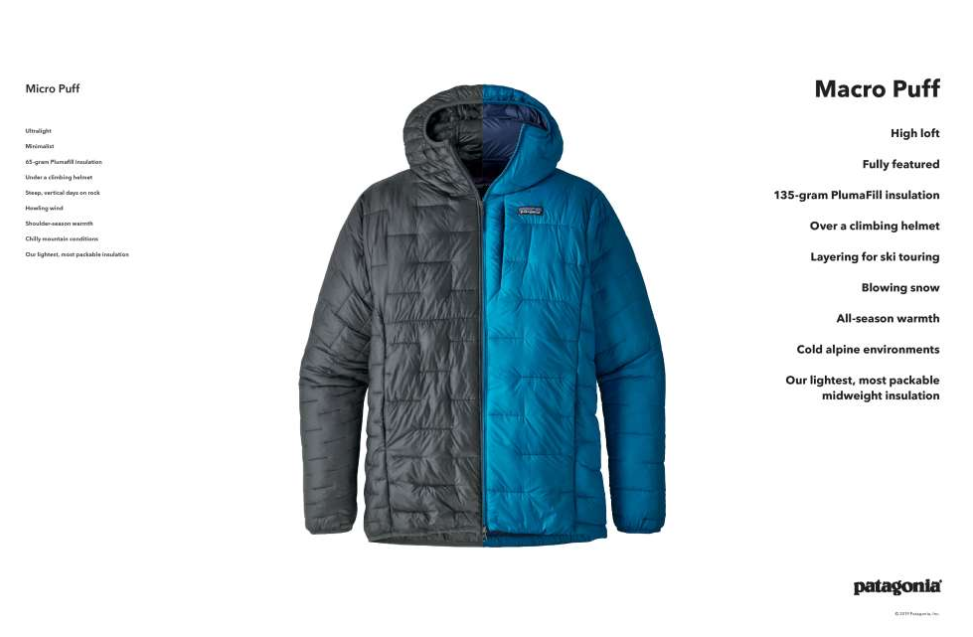 Micro Puff
Ultralight
Minimalist
65-gram Plumafill insulation
Under a climbing helmet
Steep, vertical days on rock
Howling wind
Shoulder-season warmth
Chilly mountain conditions
Our lightest, most packable insulation
Macro Puff
High loft
Fully featured
135-gram PlumaFill insulation
Over a climbing helmet
Layering for ski touring
Blowing snow
All-season warmth
Cold alpine environments
Our lightest, most packable
midweight insulation
patagonia
© 2019 Patagonia, Inc.